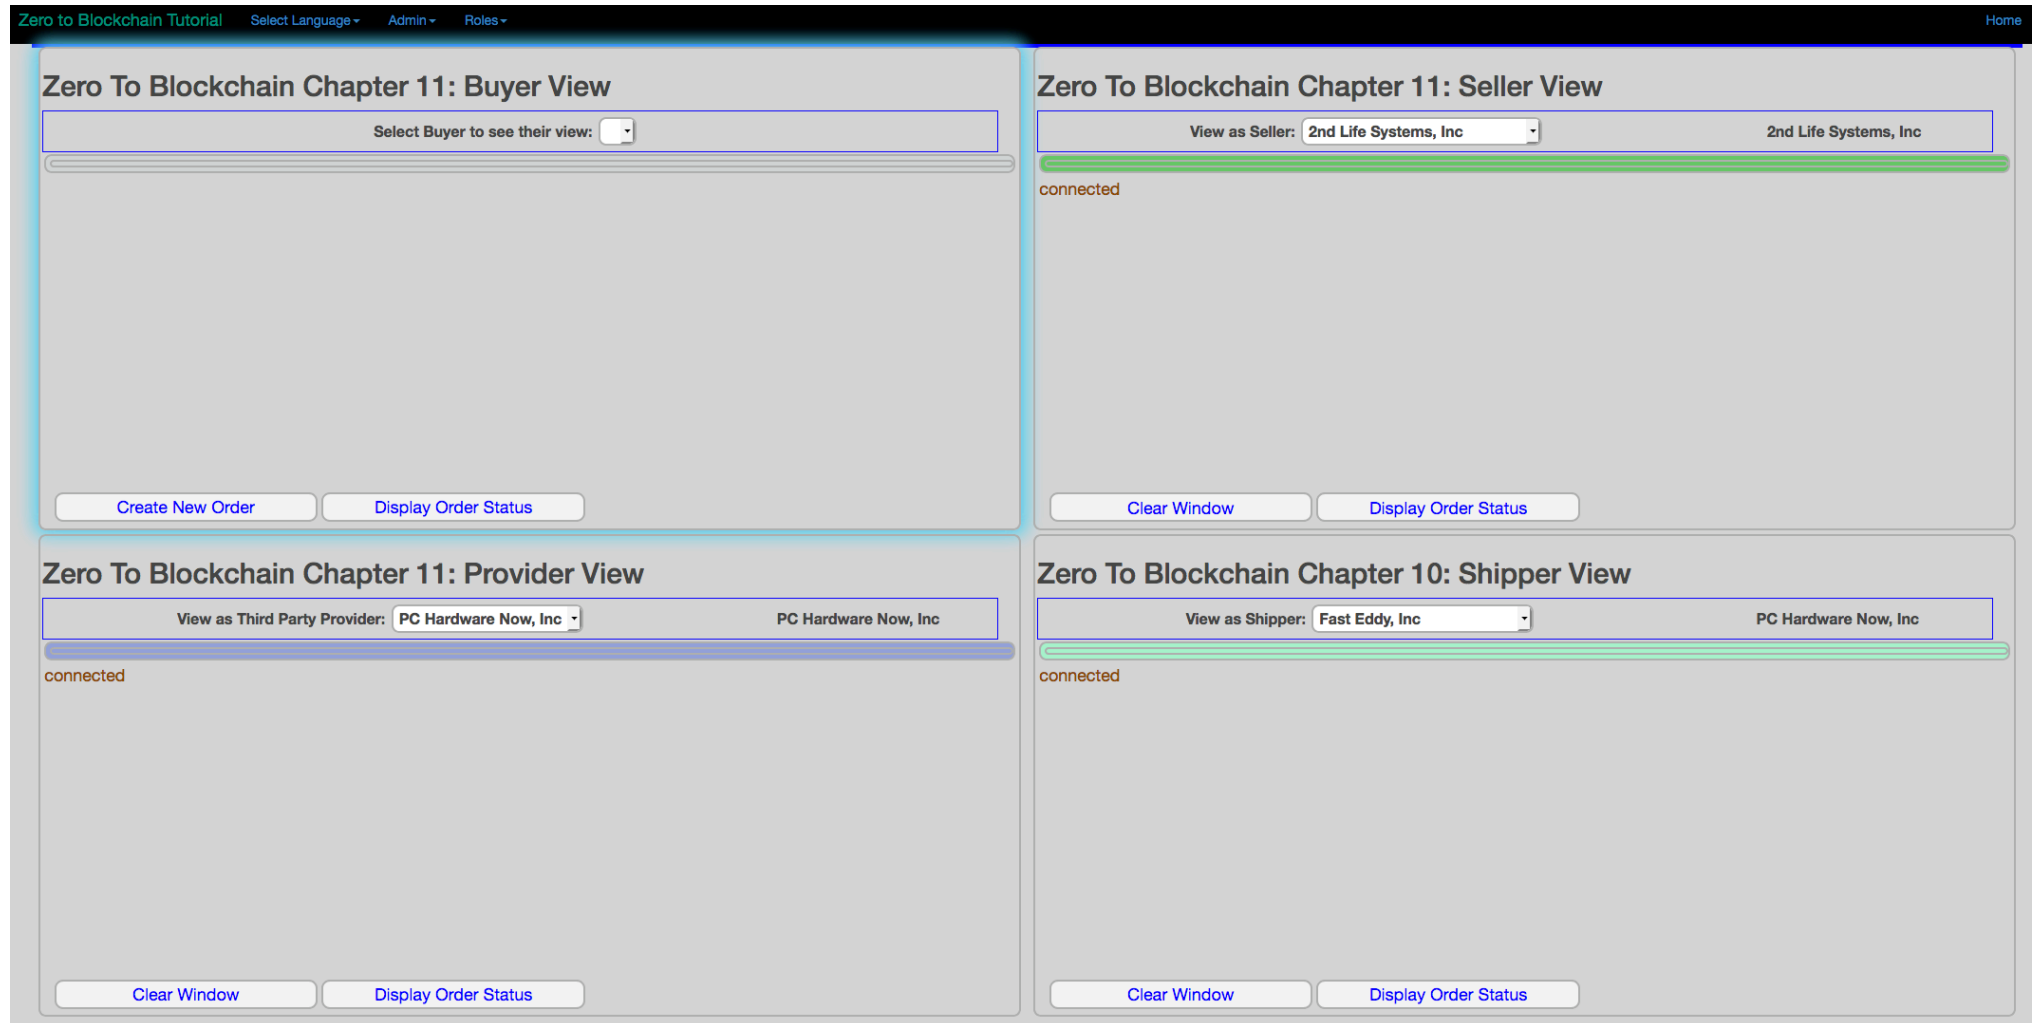 Zero to Blockchain Tutorial Select Language Admin Roles Home
Zero To Blockchain Chapter 11: Buyer View
Select Buyer to see their view:
Create New Order Display Order Status
Zero To Blockchain Chapter 11: Seller View
View as Seller: 2nd Life Systems, Inc 2nd Life Systems, Inc
connected
Clear Window Display Order Status
Zero To Blockchain Chapter 11: Provider View
View as Third Party Provider: PC Hardware Now, Inc PC Hardware Now, Inc
connected
Clear Window Display Order Status
Zero To Blockchain Chapter 10: Shipper View
View as Shipper: Fast Eddy, Inc PC Hardware Now, Inc
connected
Clear Window Display Order Status